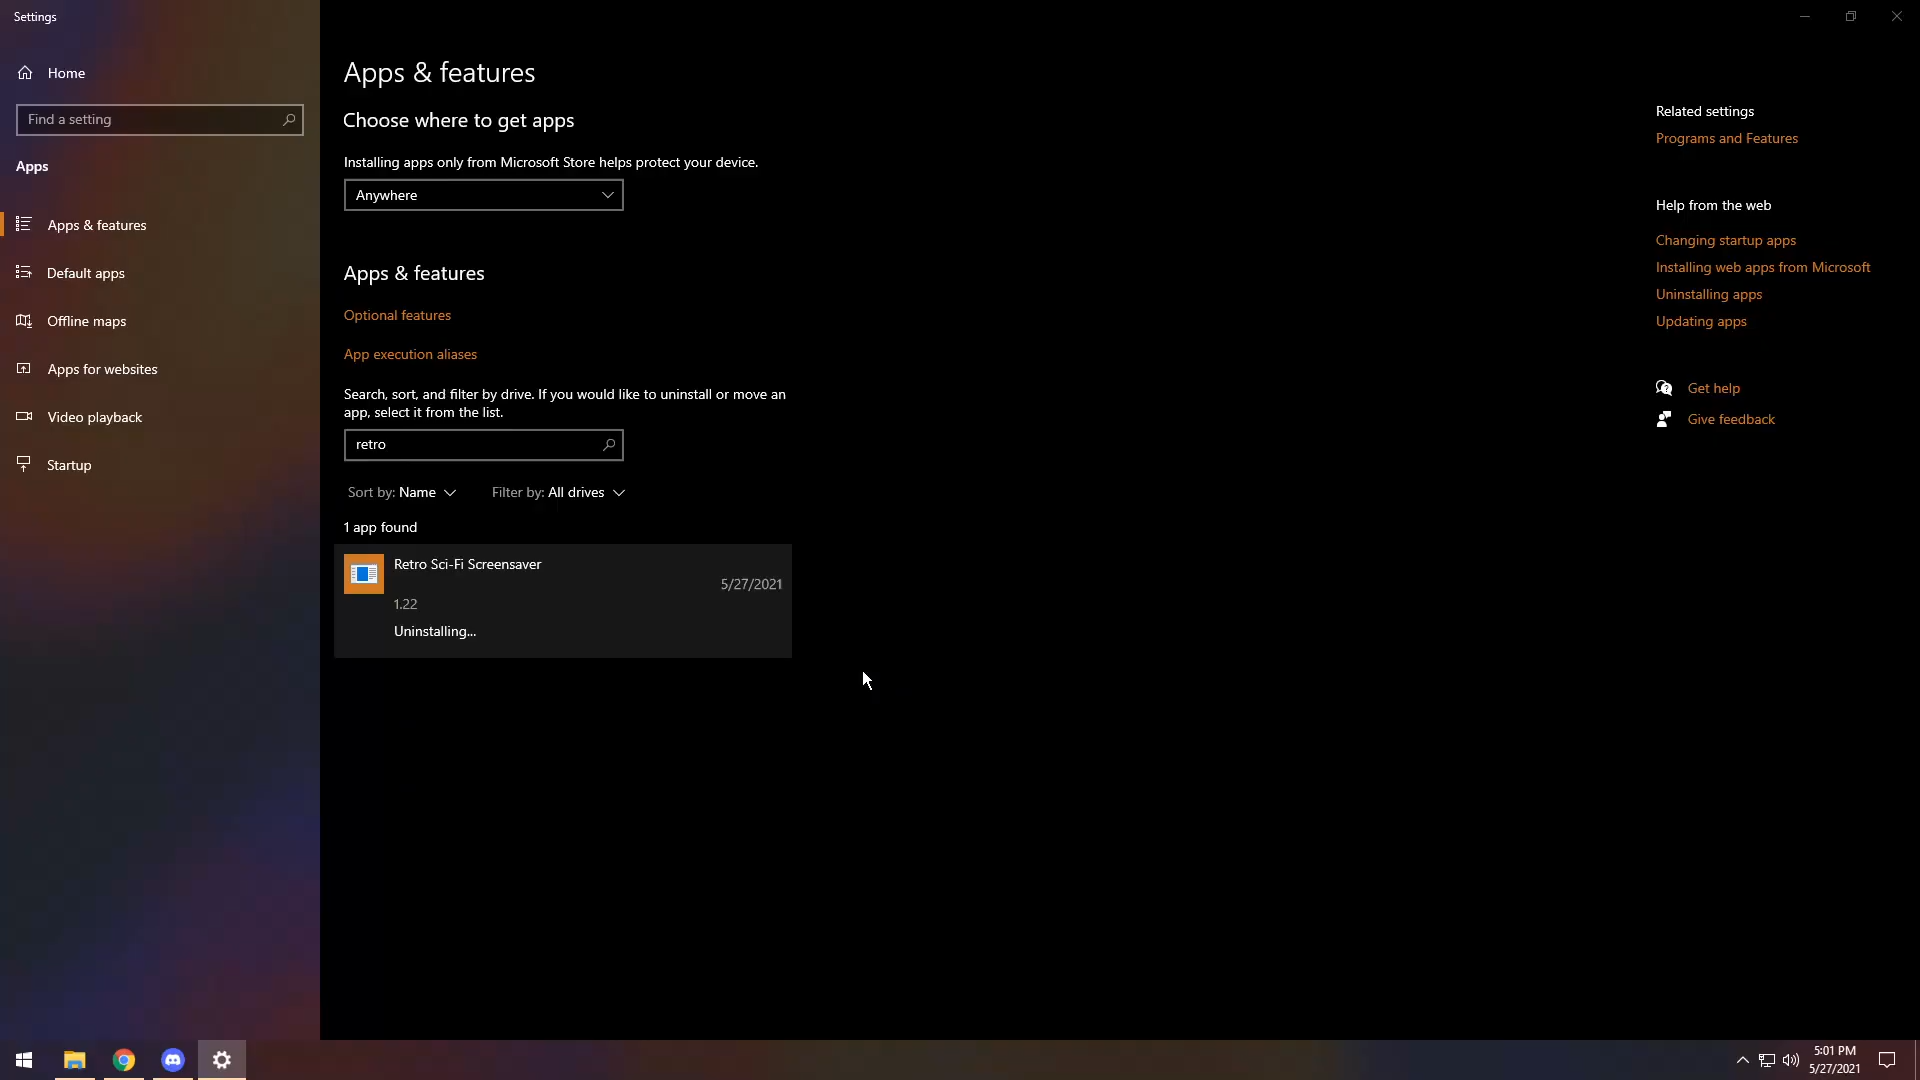 Settings
Home
Find a setting
Apps
Apps & features
Default apps
Offline maps
Apps for websites
Video playback
Startup
Apps & features
Choose where to get apps
Installing apps only from Microsoft Store helps protect your device.
Anywhere
Apps & features
Optional features
App execution aliases
Search, sort, and filter by drive. If you would like to uninstall or move an
app, select it from the list.
retro
Sort by: Name
Filter by: All drives
1 app found
Retro Sci-Fi Screensaver
5/27/2021
1.22
Uninstalling...
Related settings
Programs and Features
Help from the web
Changing startup apps
Installing web apps from Microsoft
Uninstalling apps
Updating apps
Get help
Give feedback
5:01 PM
5/27/2021